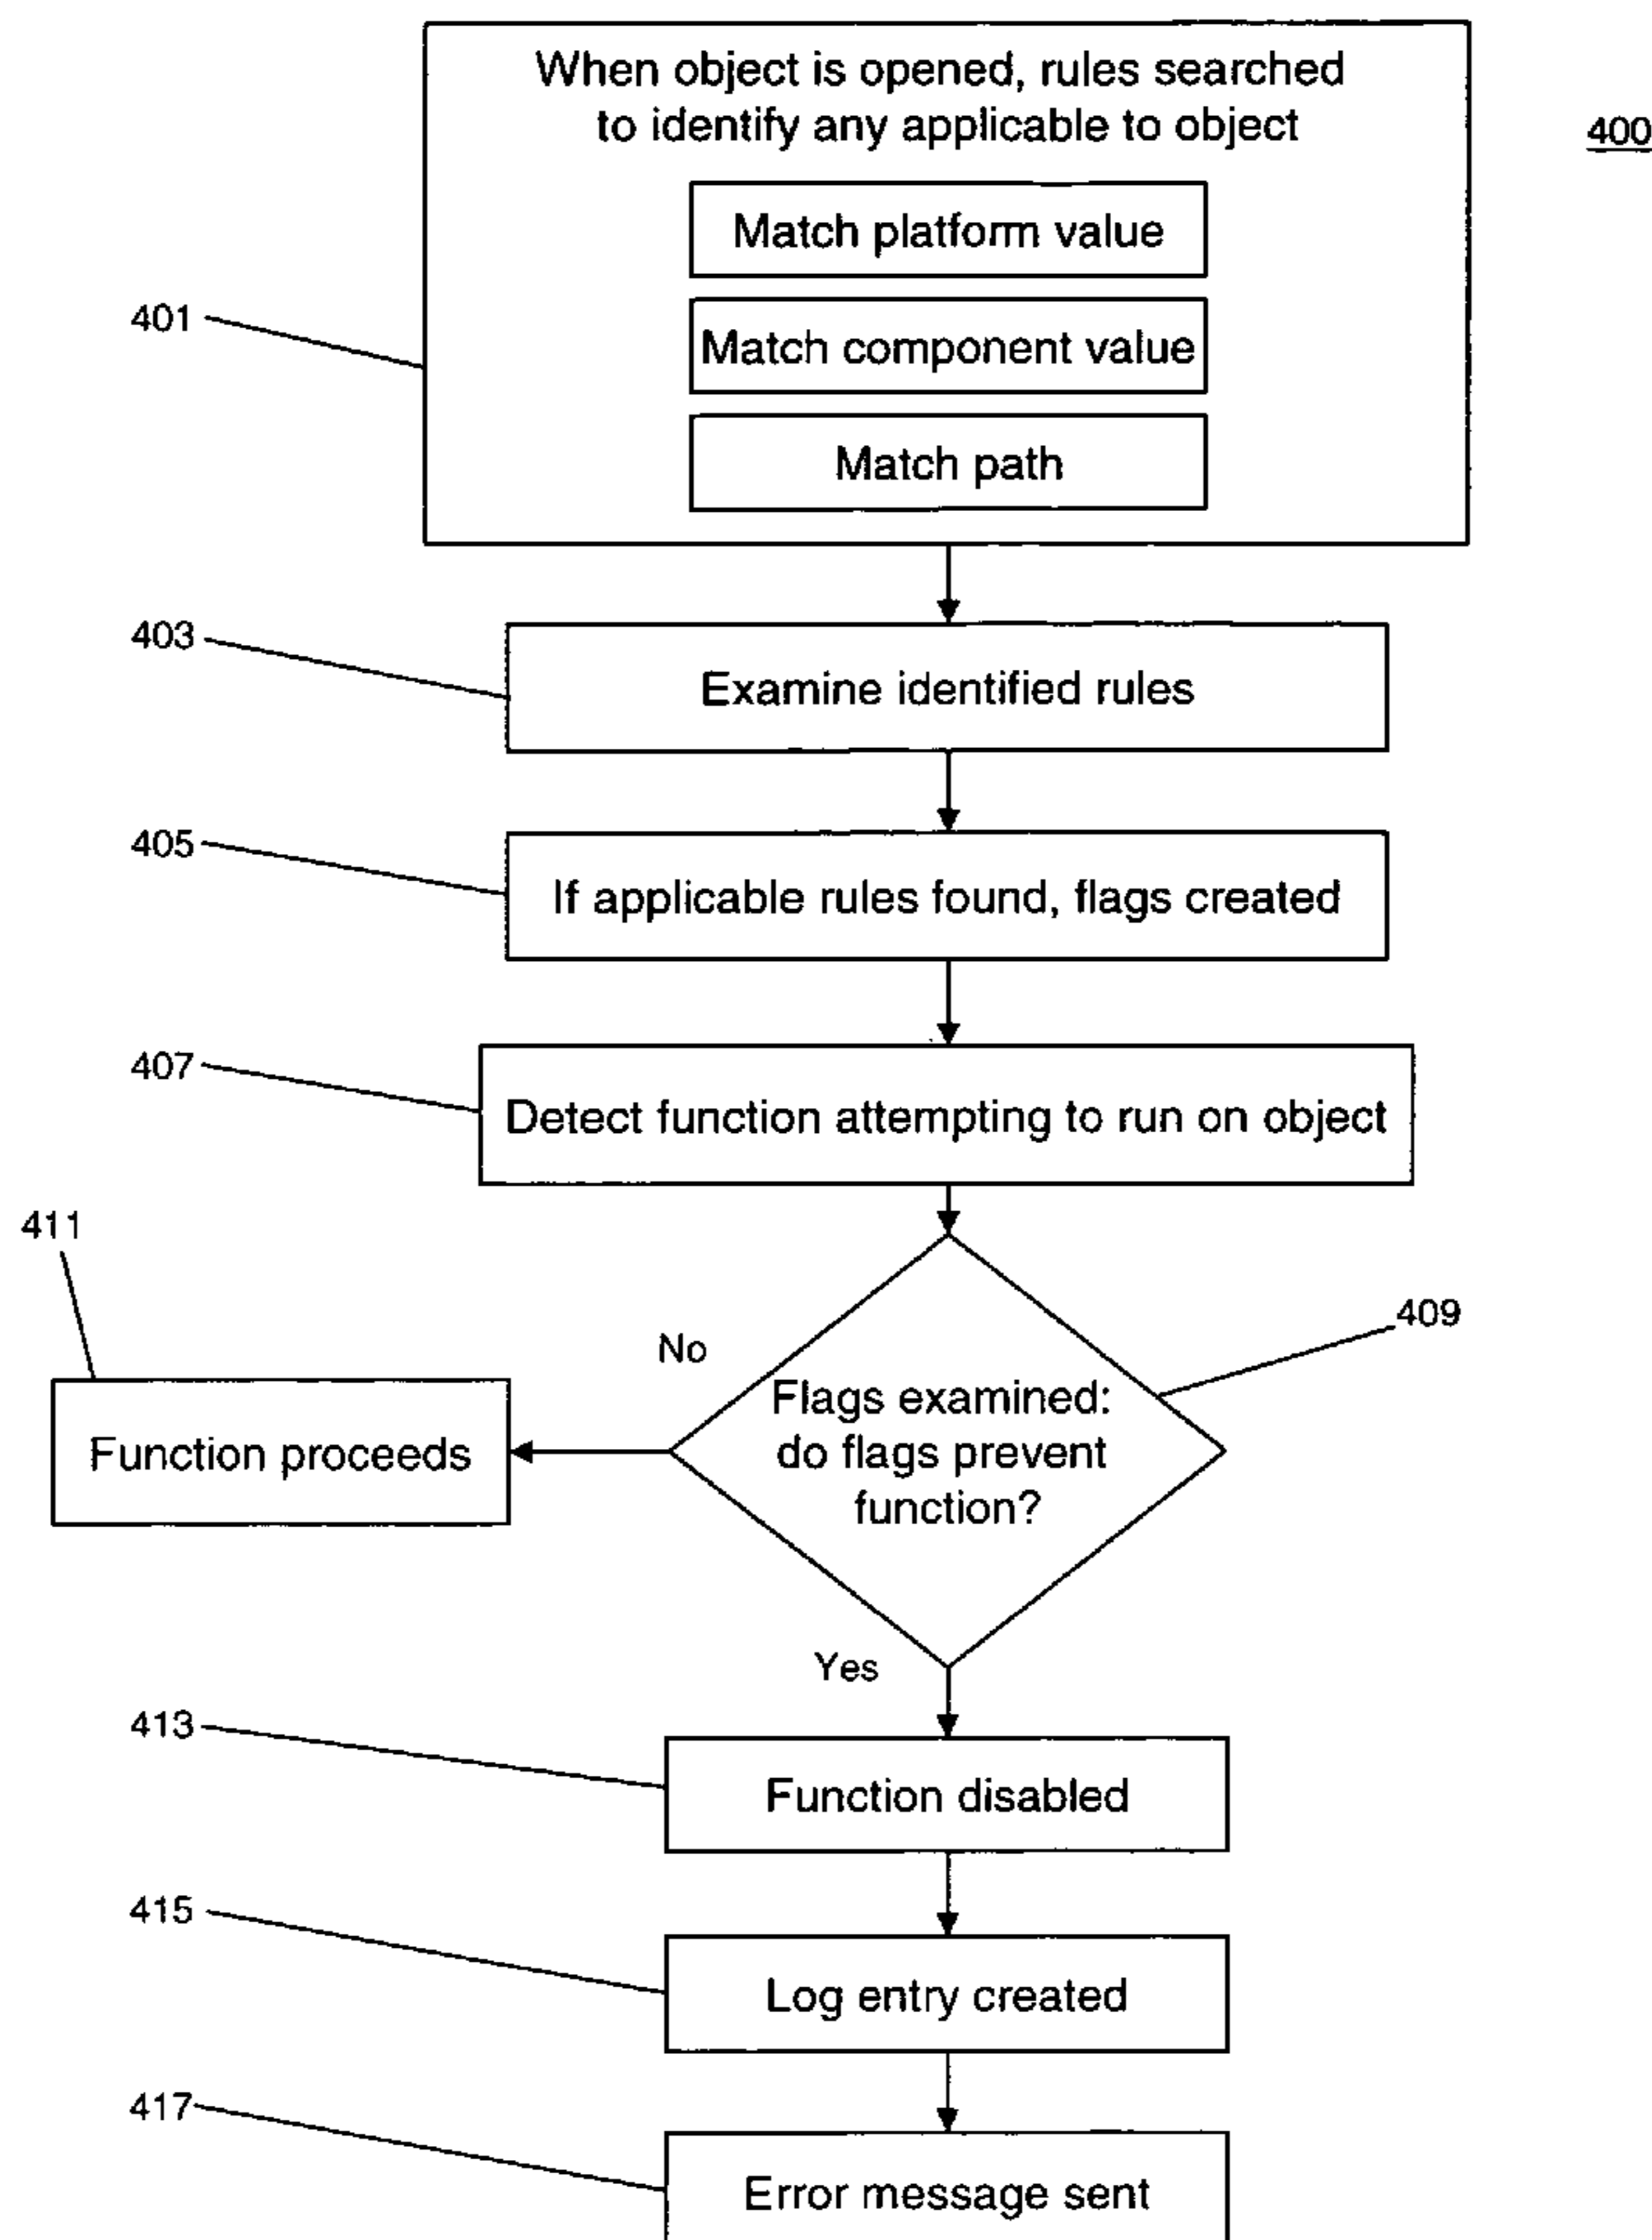 When object is opened, rules searched
to identify any applicable to object
400
Match platform value
Match component value
401
Match path
403
Examine identified rules
405
If applicable rules found, flags created
407
Detect function attempting to run on object
411
409
No
Flags examined:
do flags prevent
function?
Function proceeds
Yes
413
Function disabled
415
Log entry created
417
Error message sent